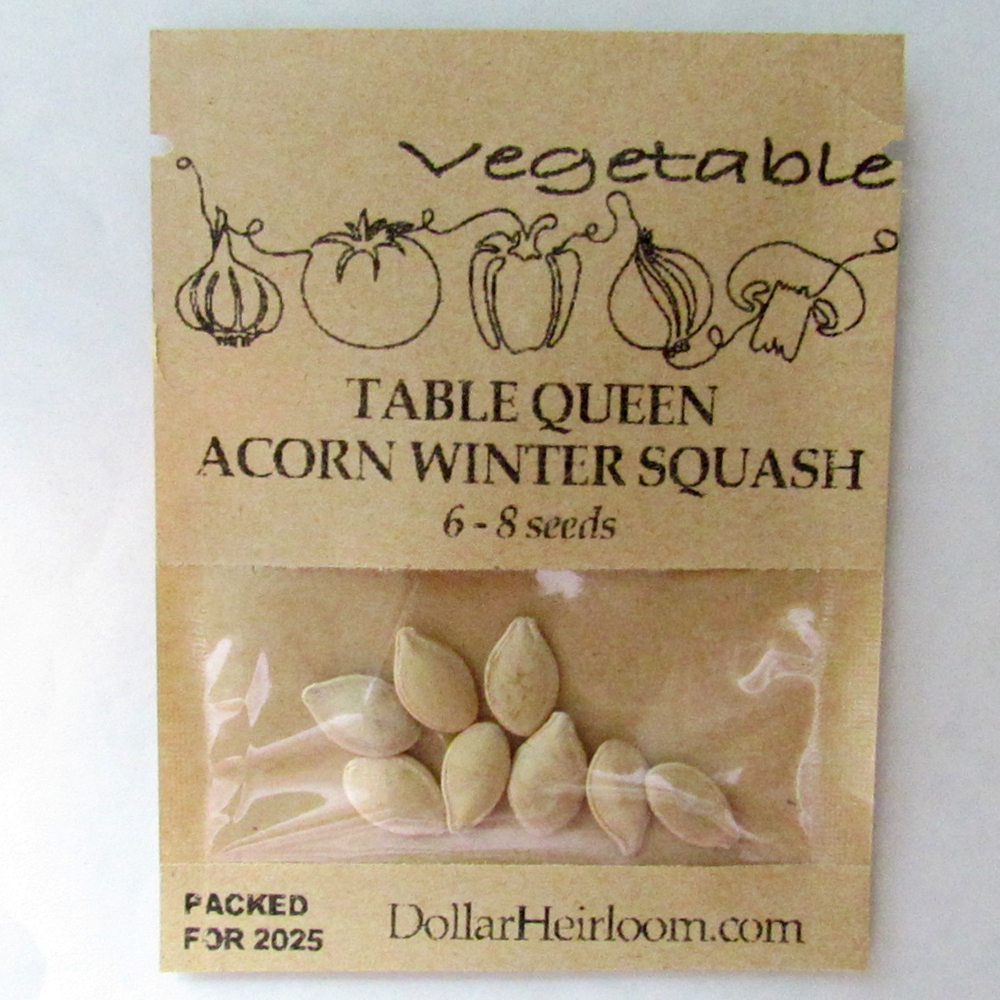 Vegetable
TABLE QUEEN
ACORN WINTER SQUASH
6 - 8 seeds
PACKED
FOR 2025
DollarHeirloom.com